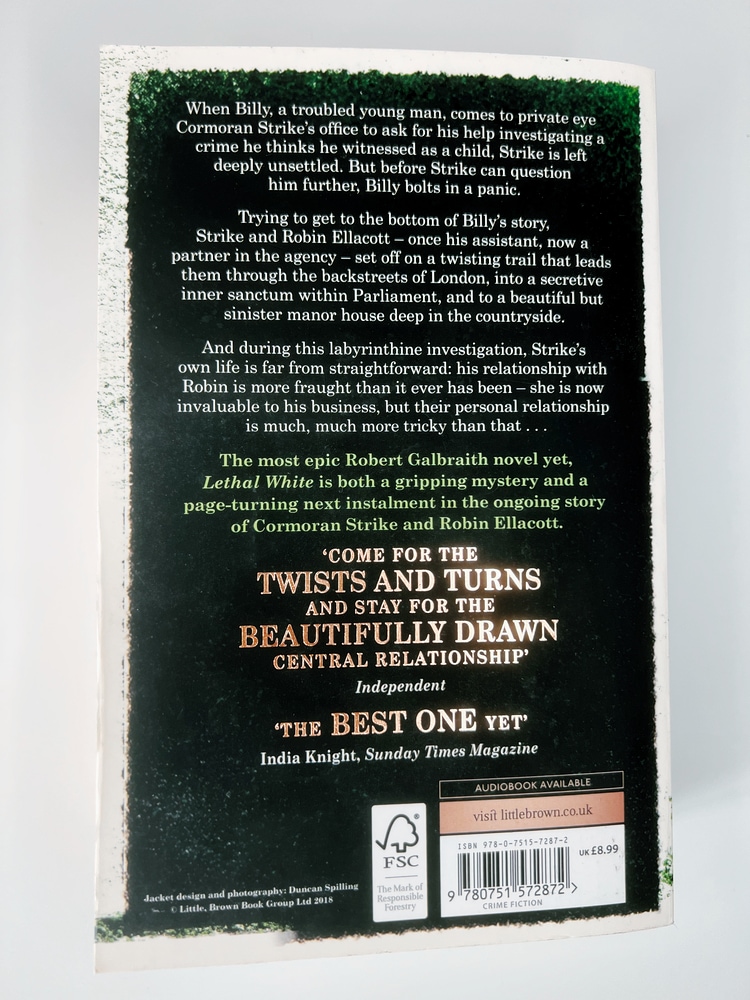 When Billy, a troubled young man, comes to private eye
Cormoran Strike's office to ask for his help investigating a
crime he thinks he witnessed as a child, Strike is left
deeply unsettled. But before Strike can question
him further, Billy bolts in a panic.
Trying to get to the bottom of Billy's story,
Strike and Robin Ellacott – once his assistant, now a
partner in the agency – set off on a twisting trail that leads
them through the backstreets of London, into a secretive
inner sanctum within Parliament, and to a beautiful but
sinister manor house deep in the countryside.
And during this labyrinthine investigation, Strike's
own life is far from straightforward: his relationship with
Robin is more fraught than it ever has been – she is now
invaluable to his business, but their personal relationship
is much, much more tricky than that . . .
The most epic Robert Galbraith novel yet,
Lethal White is both a gripping mystery and a
page-turning next instalment in the ongoing story
of Cormoran Strike and Robin Ellacott.
'COME FOR THE
TWISTS AND TURNS
AND STAY FOR THE
BEAUTIFULLY DRAWN
CENTRAL RELATIONSHIP'
Independent
'THE BEST ONE YET'
India Knight, Sunday Times Magazine
AUDIOBOOK AVAILABLE
visit littlebrown.co.uk
ISBN 978-0-7515-7287-2
UK £8.99
9 780751 572872 >
CRIME FICTION
FSC
The Mark of
Responsible
Forestry
Jacket design and photography: Duncan Spilling
© Little, Brown Book Group Ltd 2018